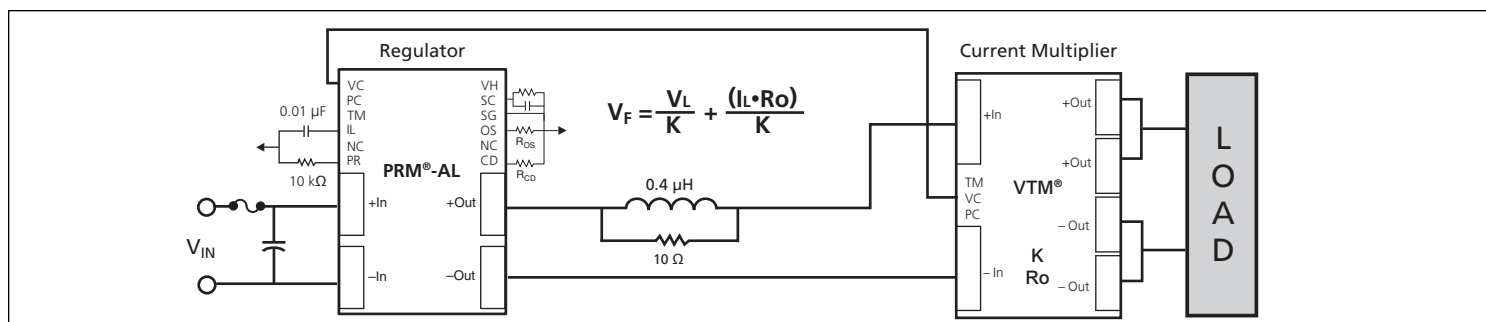 Regulator
Current Multiplier
VC
PC
TM
IL
NC
PR
VH
SC
SG
OS
NC
CD
0.01 µF
10 kΩ
PRM®-AL
ROS
RCD
+In
–In
+Out
–Out
VIN
VF = VL/K + (IL•Ro)/K
0.4 µH
10 Ω
+In
TM
VC
PC
– In
VTM®
K
Ro
+Out
+Out
– Out
– Out
LOAD